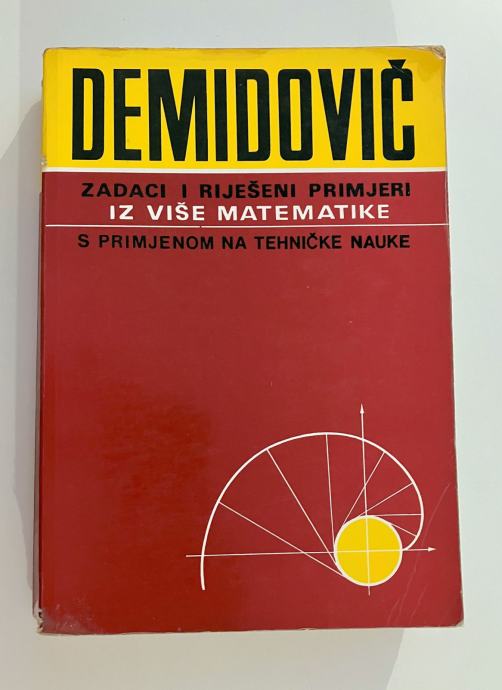 DEMIDOVIČ
ZADACI I RIJEŠENI PRIMJERI
IZ VIŠE MATEMATIKE
S PRIMJENOM NA TEHNIČKE NAUKE